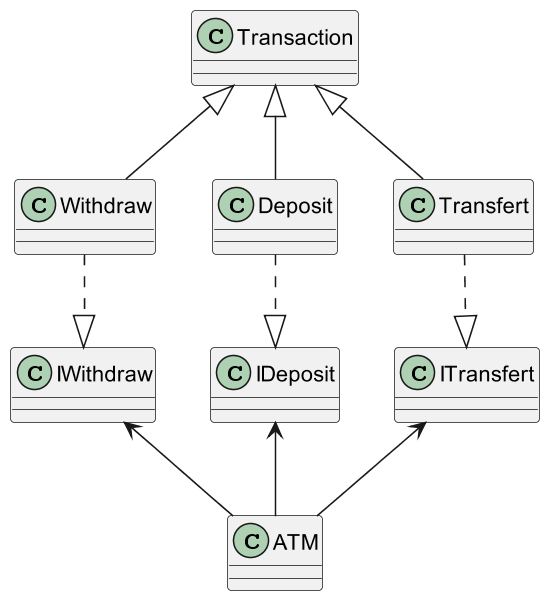 C Transaction
C Withdraw
C Deposit
C Transfert
C IWithdraw
C IDeposit
C ITransfert
C ATM